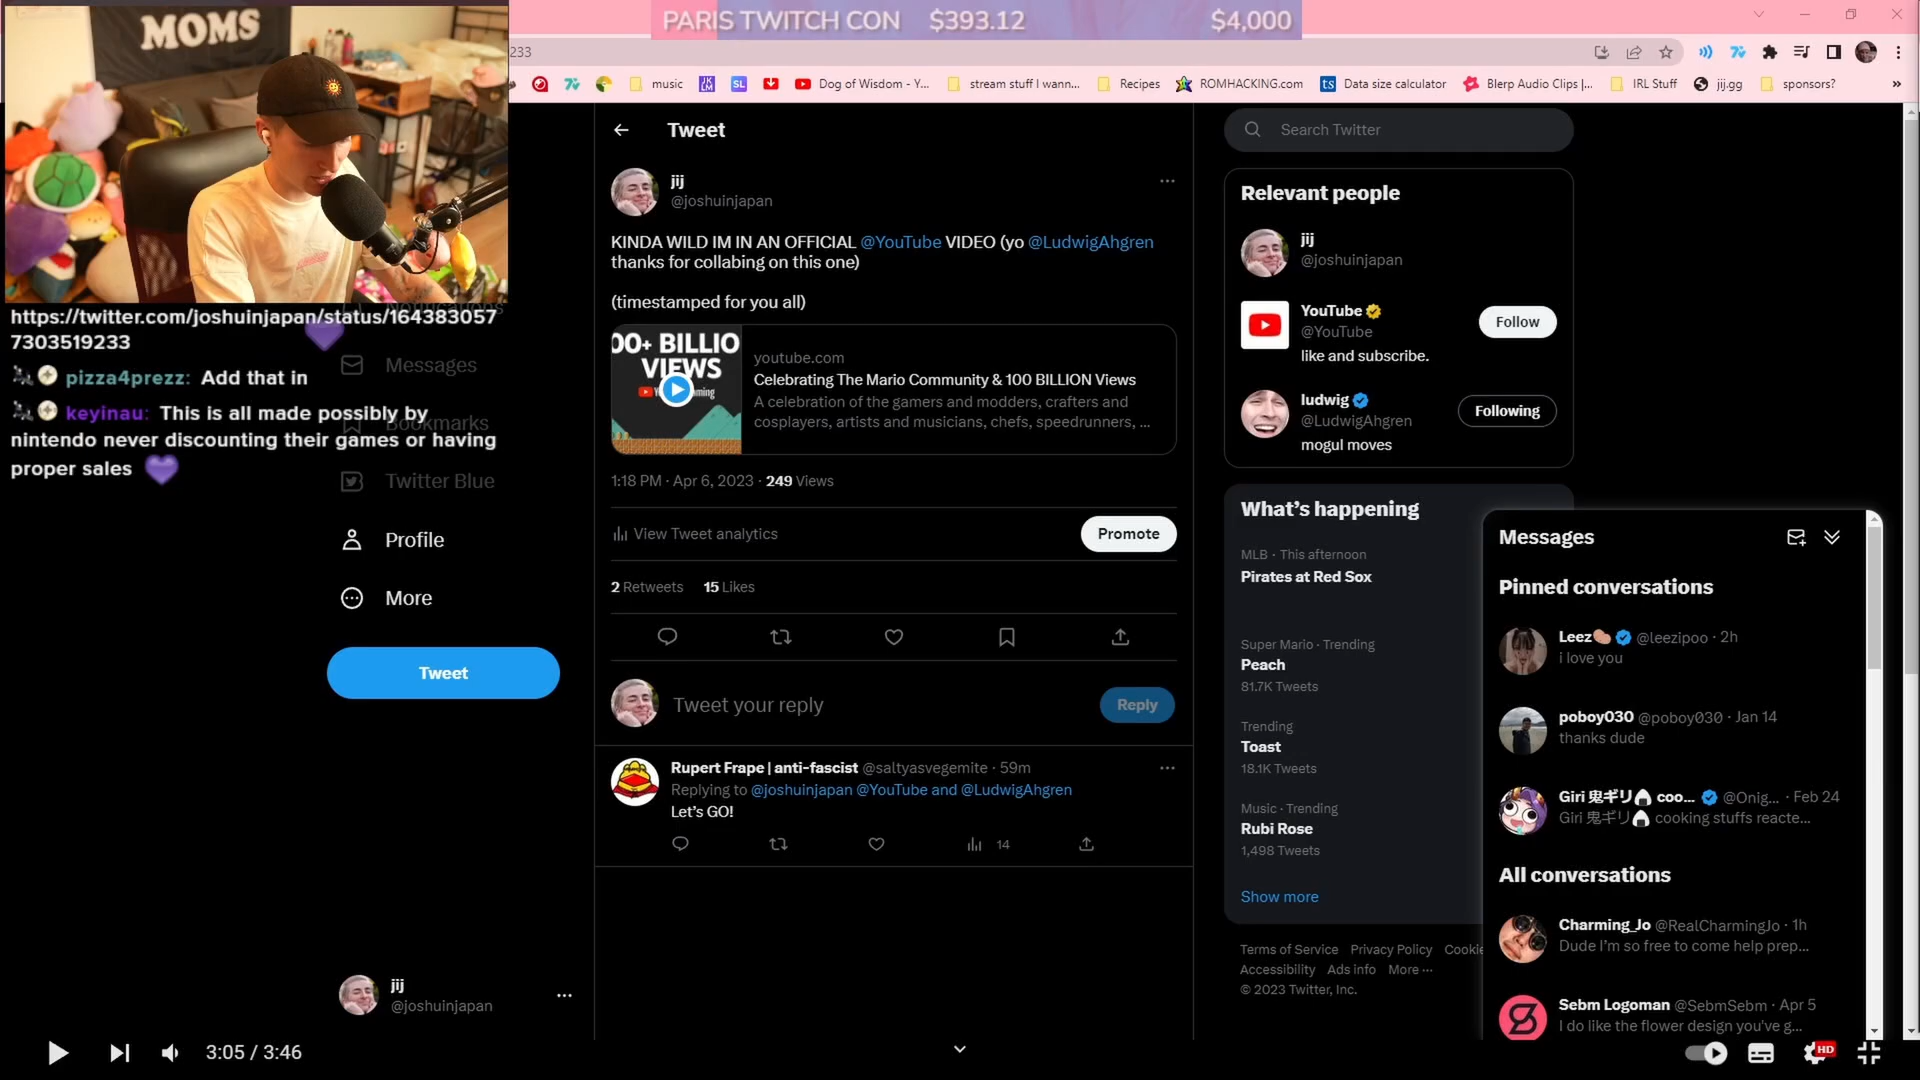 PARIS TWITCH CON $393.12 $4,000
MOMS
233
music
Dog of Wisdom - Y...
stream stuff I wann...
Recipes
ROMHACKING.com
ts Data size calculator
Blerp Audio Clips |...
IRL Stuff
jij.gg
sponsors?
»
https://twitter.com/joshuinjapan/status/164383057
7303519233
pizza4prezz: Add that in
keyinau: This is all made possibly by
nintendo never discounting their games or having
proper sales
Notifications
Messages
Bookmarks
Twitter Blue
Profile
More
Tweet
jij
@joshuinjapan
Tweet
jij
@joshuinjapan
KINDA WILD IM IN AN OFFICIAL @YouTube VIDEO (yo @LudwigAhgren
thanks for collabing on this one)
(timestamped for you all)
00+ BILLIO
VIEWS
youtube.com
Celebrating The Mario Community & 100 BILLION Views
A celebration of the gamers and modders, crafters and
cosplayers, artists and musicians, chefs, speedrunners, ...
1:18 PM · Apr 6, 2023 · 249 Views
View Tweet analytics
Promote
2 Retweets 15 Likes
Tweet your reply
Reply
Rupert Frape | anti-fascist @saltyasvegemite · 59m
Replying to @joshuinjapan @YouTube and @LudwigAhgren
Let's GO!
14
Search Twitter
Relevant people
jij
@joshuinjapan
YouTube
@YouTube
Follow
like and subscribe.
ludwig
@LudwigAhgren
Following
mogul moves
What's happening
MLB · This afternoon
Pirates at Red Sox
Super Mario · Trending
Peach
81.7K Tweets
Trending
Toast
18.1K Tweets
Music · Trending
Rubi Rose
1,498 Tweets
Show more
Terms of Service Privacy Policy Cookie
Accessibility Ads info More ···
© 2023 Twitter, Inc.
Messages
Pinned conversations
Leez @leezipoo · 2h
i love you
poboy030 @poboy030 · Jan 14
thanks dude
Giri 鬼ギリ coo... @Onig... · Feb 24
Giri 鬼ギリ cooking stuffs reacte...
All conversations
Charming_Jo @RealCharmingJo · 1h
Dude I'm so free to come help prep...
Sebm Logoman @SebmSebm · Apr 5
I do like the flower design you've g...
3:05 / 3:46
HD